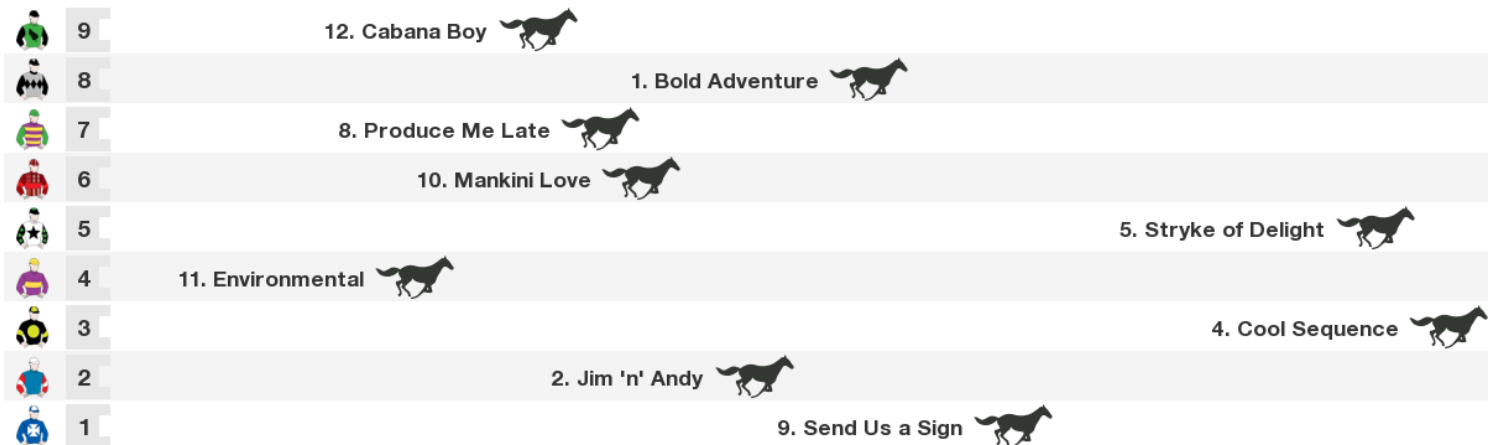 9 12. Cabana Boy
8 1. Bold Adventure
7 8. Produce Me Late
6 10. Mankini Love
5 5. Stryke of Delight
4 11. Environmental
3 4. Cool Sequence
2 2. Jim 'n' Andy
1 9. Send Us a Sign